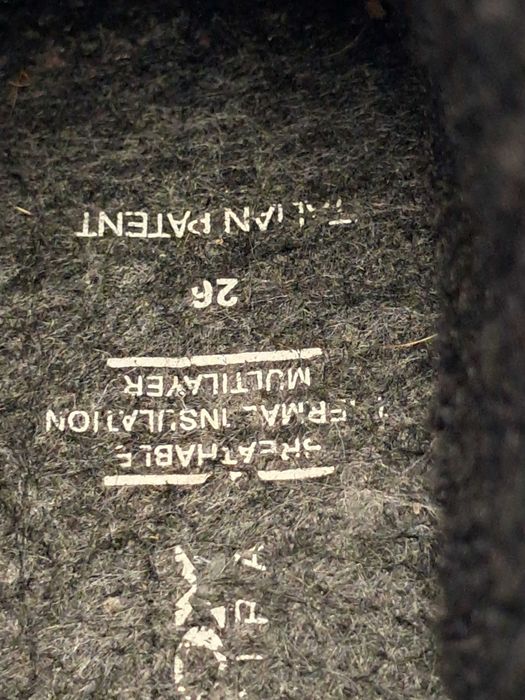 BREATHABLE
THERMAL INSULATION
MULTILAYER
26
ITALIAN PATENT